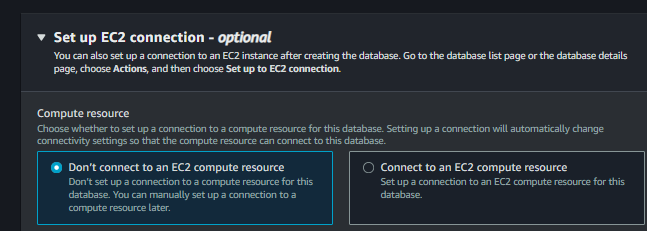 Set up EC2 connection - optional
You can also set up a connection to an EC2 instance after creating the database. Go to the database list page or the database details
page, choose Actions, and then choose Set up to EC2 connection.
Compute resource
Choose whether to set up a connection to a compute resource for this database. Setting up a connection will automatically change
connectivity settings so that the compute resource can connect to this database.
Don't connect to an EC2 compute resource
Don't set up a connection to a compute resource for this
database. You can manually set up a connection to a
compute resource later.
Connect to an EC2 compute resource
Set up a connection to an EC2 compute resource for this
database.